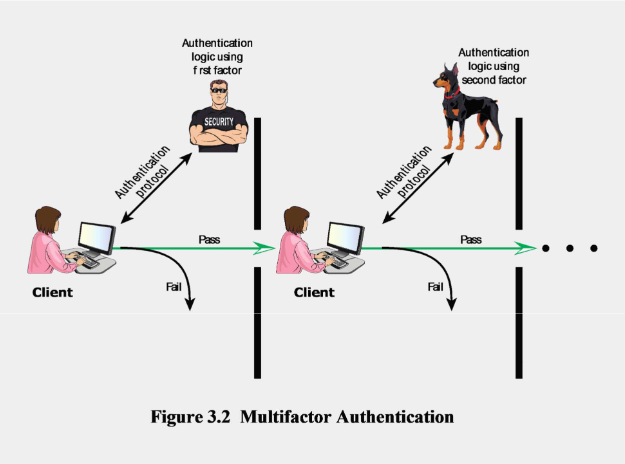 Authentication
logic using
f rst factor
SECURITY
Authentication
protocol
Pass
Fail
Client
Authentication
logic using
second factor
Authentication
protocol
Pass
Fail
Client
Figure 3.2 Multifactor Authentication